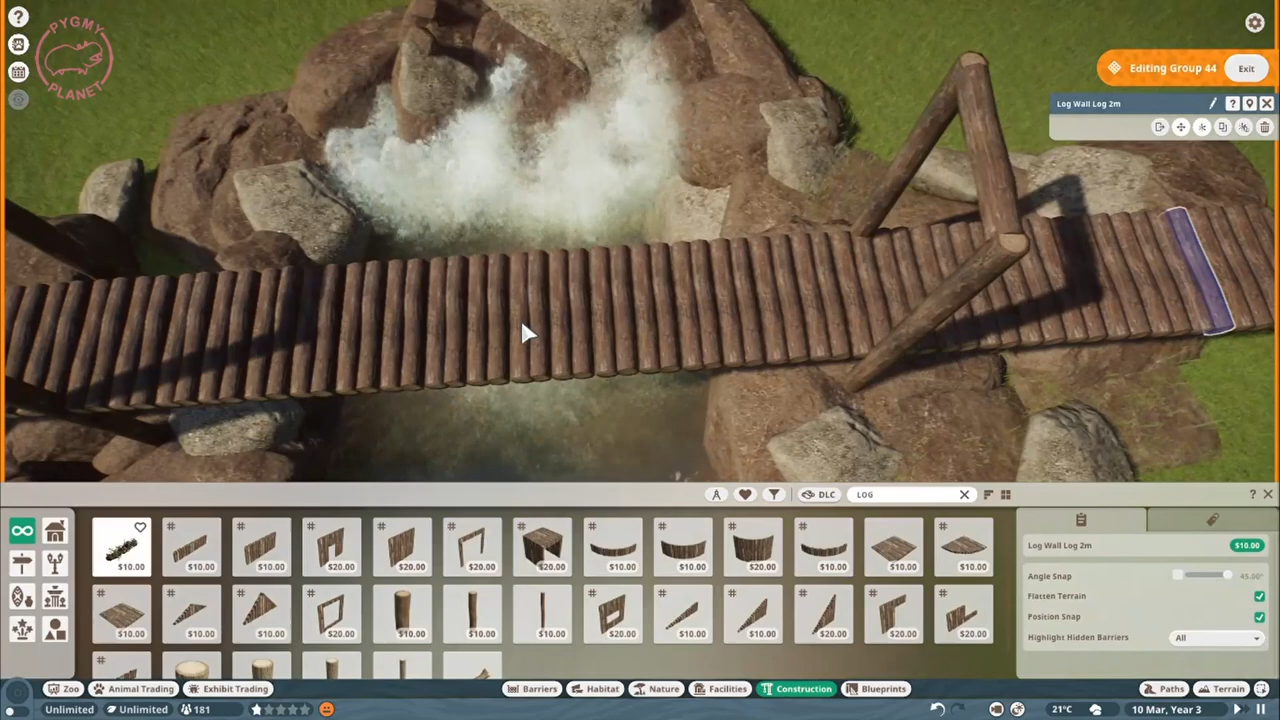 ?
PYGMY
PLANET
Editing Group 44
Exit
Log Wall Log 2m
?
DLC
LOG
?
$10.00
$10.00
$10.00
$20.00
$20.00
$10.00
$20.00
$10.00
$10.00
$20.00
$10.00
$10.00
$10.00
$10.00
$10.00
$10.00
$20.00
$10.00
$10.00
$10.00
$20.00
$10.00
$10.00
$20.00
$20.00
$20.00
Log Wall Log 2m
$10.00
Angle Snap
45.00°
Flatten Terrain
Position Snap
Highlight Hidden Barriers
All
Zoo
Animal Trading
Exhibit Trading
Barriers
Habitat
Nature
Facilities
Construction
Blueprints
Paths
Terrain
Unlimited
Unlimited
181
21°C
10 Mar, Year 3